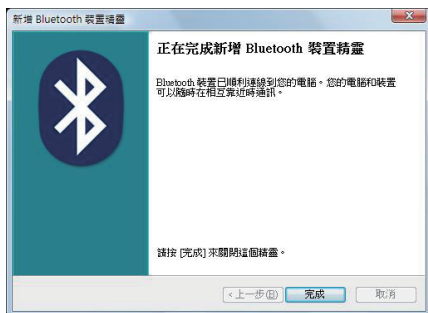 新增 Bluetooth 裝置精靈
正在完成新增 Bluetooth 裝置精靈
Bluetooth 裝置已順利連線到您的電腦。您的電腦和裝置
可以隨時在相互靠近時通訊。
請按 [完成] 來關閉這個精靈。
<上一步(B) 完成 取消